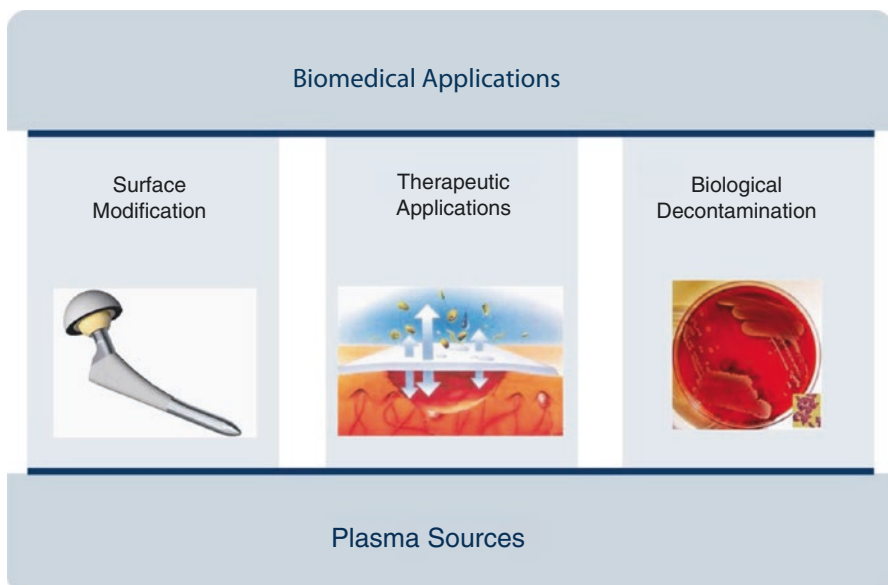 Biomedical Applications
Surface
Modification
Therapeutic
Applications
Biological
Decontamination
Plasma Sources